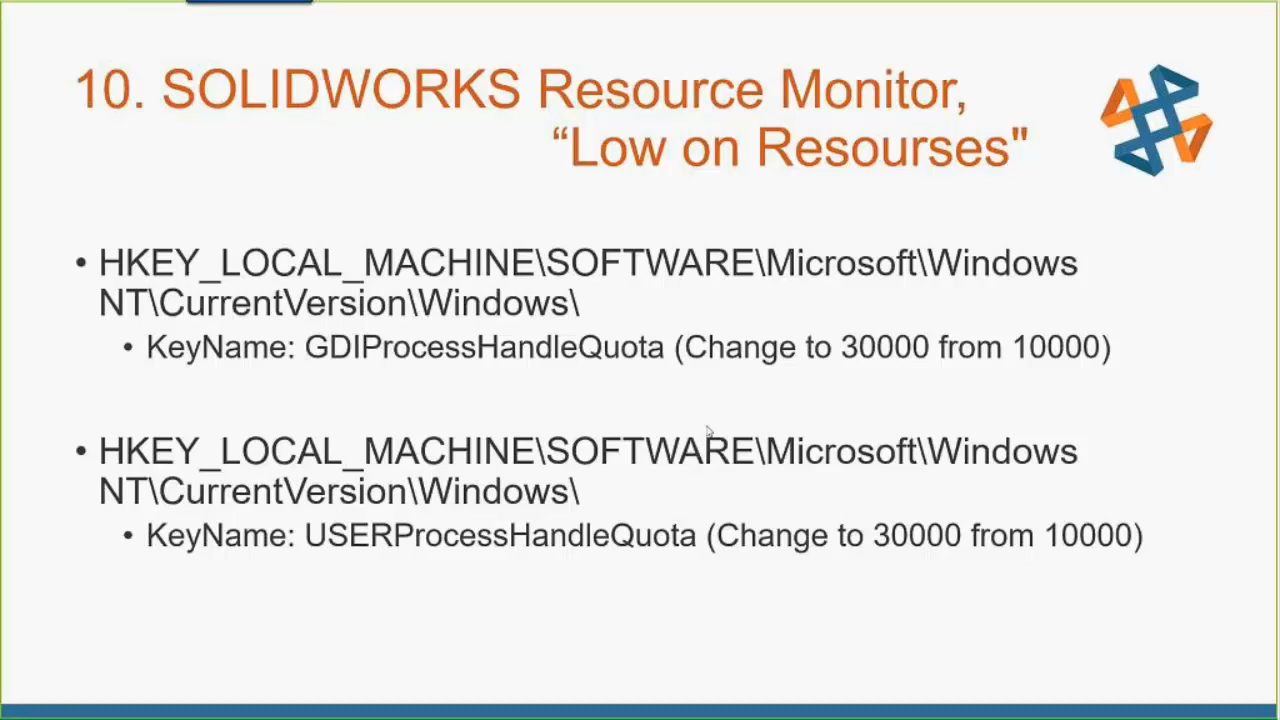 10. SOLIDWORKS Resource Monitor,
“Low on Resourses"
• HKEY_LOCAL_MACHINE\SOFTWARE\Microsoft\Windows
NT\CurrentVersion\Windows\
• KeyName: GDIProcessHandleQuota (Change to 30000 from 10000)
• HKEY_LOCAL_MACHINE\SOFTWARE\Microsoft\Windows
NT\CurrentVersion\Windows\
• KeyName: USERProcessHandleQuota (Change to 30000 from 10000)